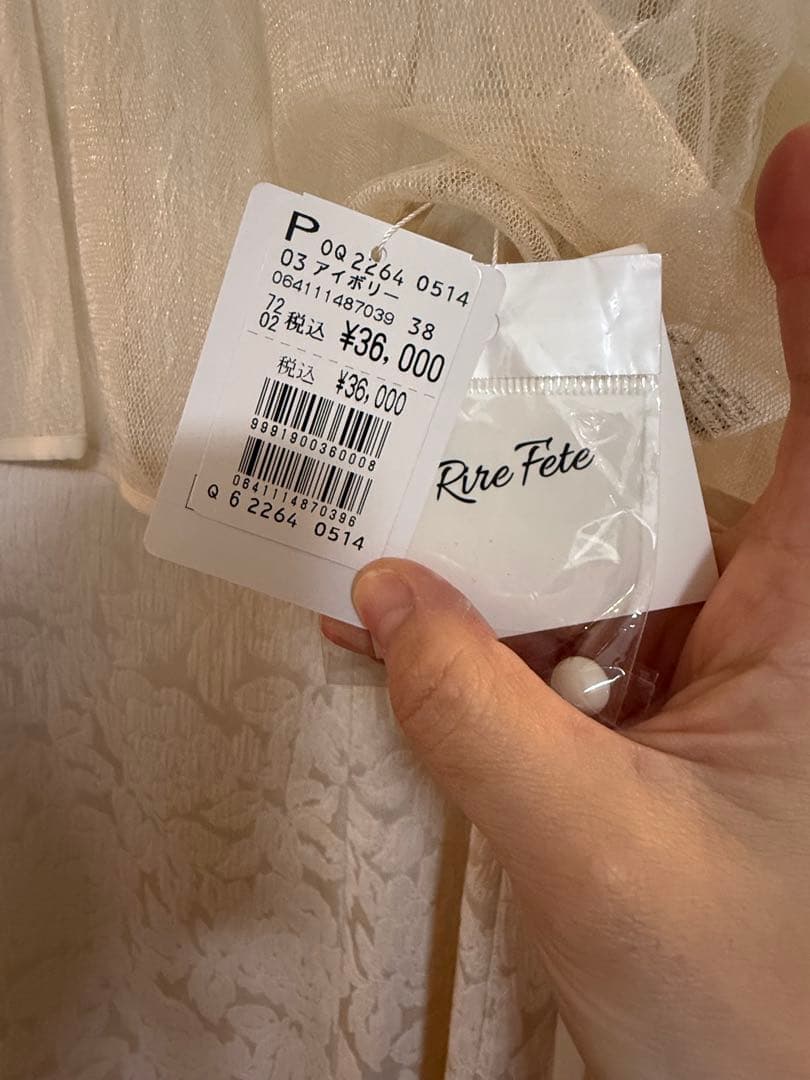 P 0Q 2264 0514
03 アイボリー
064111487039 38
72
02 税込 ¥36,000
税込 ¥36,000
9991900360008
0641114870396
Q 6 2264 0514
Rire Fete